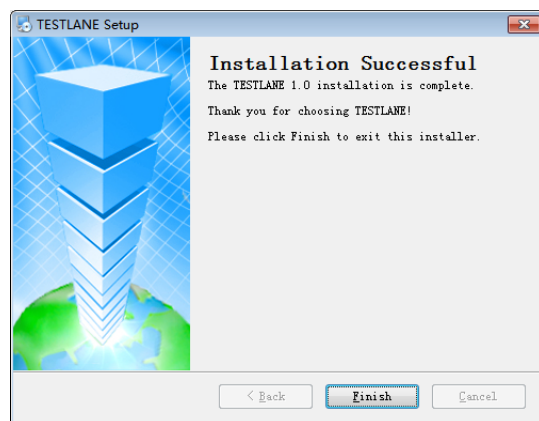 TESTLANE Setup
Installation Successful
The TESTLANE 1.0 installation is complete.
Thank you for choosing TESTLANE!
Please click Finish to exit this installer.
< Back Finish Cancel